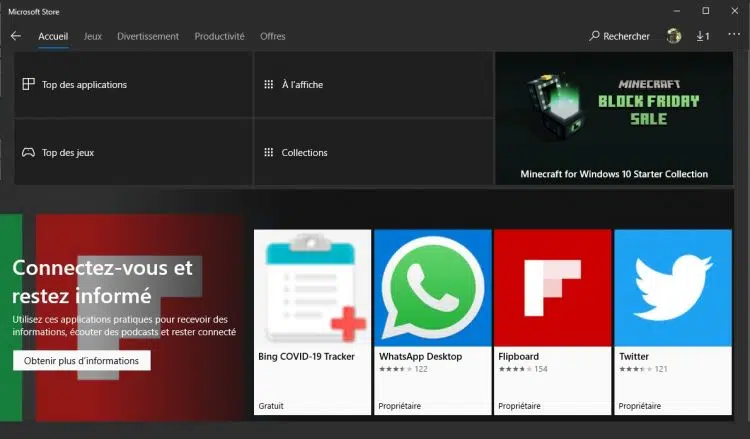 Microsoft Store
Accueil Jeux Divertissement Productivité Offres Rechercher 1
Top des applications
À l'affiche
MINECRAFT
BLOCK FRIDAY
SALE
Top des jeux
Collections
Minecraft for Windows 10 Starter Collection
Connectez-vous et
restez informé
Utilisez ces applications pratiques pour recevoir des
informations, écouter des podcasts et rester connecté
Obtenir plus d'informations
Bing COVID-19 Tracker
Gratuit
WhatsApp Desktop
122
Propriétaire
Flipboard
154
Propriétaire
Twitter
121
Propriétaire